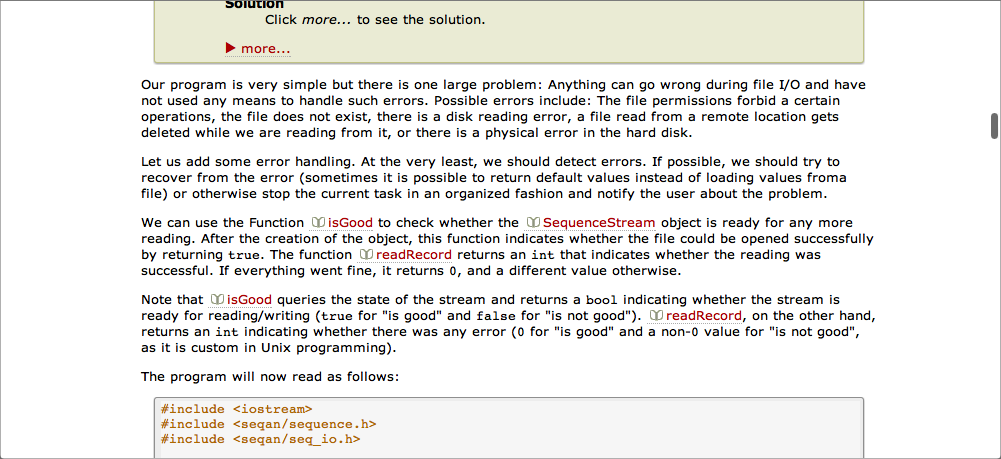 Solution
Click more... to see the solution.
more...
Our program is very simple but there is one large problem: Anything can go wrong during file I/O and have
not used any means to handle such errors. Possible errors include: The file permissions forbid a certain
operations, the file does not exist, there is a disk reading error, a file read from a remote location gets
deleted while we are reading from it, or there is a physical error in the hard disk.
Let us add some error handling. At the very least, we should detect errors. If possible, we should try to
recover from the error (sometimes it is possible to return default values instead of loading values froma
file) or otherwise stop the current task in an organized fashion and notify the user about the problem.
We can use the Function isGood to check whether the SequenceStream object is ready for any more
reading. After the creation of the object, this function indicates whether the file could be opened successfully
by returning true. The function readRecord returns an int that indicates whether the reading was
successful. If everything went fine, it returns 0, and a different value otherwise.
Note that isGood queries the state of the stream and returns a bool indicating whether the stream is
ready for reading/writing (true for "is good" and false for "is not good"). readRecord, on the other hand,
returns an int indicating whether there was any error (0 for "is good" and a non-0 value for "is not good",
as it is custom in Unix programming).
The program will now read as follows:
#include <iostream>
#include <seqan/sequence.h>
#include <seqan/seq_io.h>